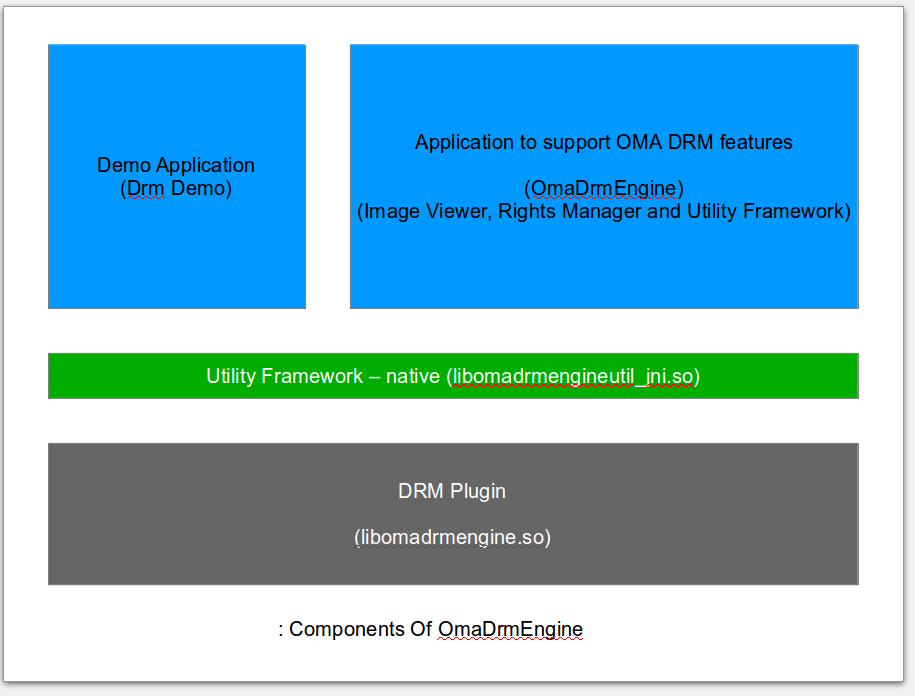 Demo Application
(Drm Demo)
Application to support OMA DRM features
(OmaDrmEngine)
(Image Viewer, Rights Manager and Utility Framework)
Utility Framework – native (libomadrmengineutil_jni.so)
DRM Plugin
(libomadrmengine.so)
: Components Of OmaDrmEngine